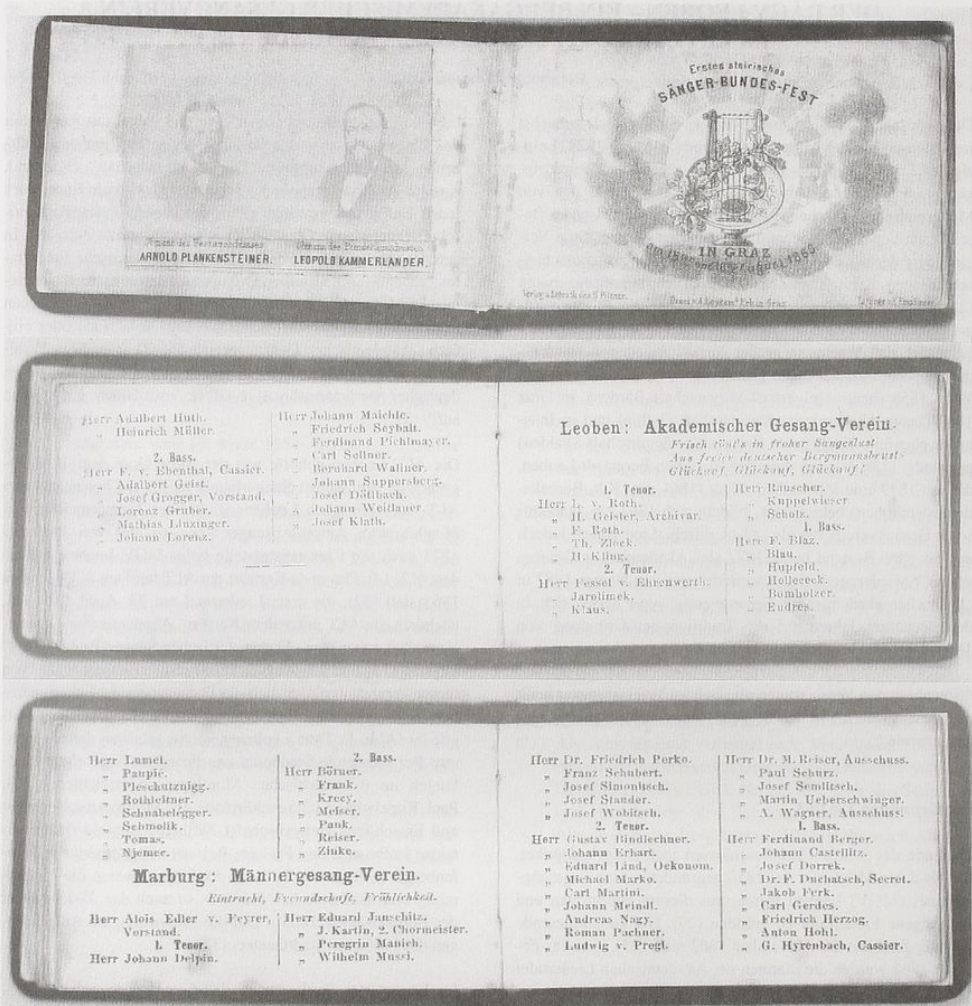 ARNOLD PLANKENSTEINER.
LEOPOLD KAMMERLANDER.
Erstes steirisches
SÄNGER-BUNDES-FEST
IN GRAZ
Herr Adalbert Huth.
„ Heinrich Müller.
2. Bass.
Herr F. v. Ebenthal, Cassier.
„ Adalbert Geist.
„ Josef Grogger, Vorstand.
„ Lorenz Gruber.
„ Mathias Linzinger.
„ Johann Lorenz.
Herr Johann Maichle.
„ Friedrich Seybalt.
„ Ferdinand Pichlmayer.
„ Carl Sollner.
„ Bernhard Wallner.
„ Johann Suppersberg.
„ Josef Döllbach.
„ Johann Weidlauer
„ Josef Klath.
Leoben: Akademischer Gesang-Verein.
Frisch tönt's in froher Sangeslust
Aus freier deutscher Bergmannsbrust-
Glückauf, Glückauf, Glückauf!
1. Tenor.
Herr L. v. Roth.
„ H. Geister, Archivar.
„ F. Roth.
„ Th. Zloek.
„ H. Kling.
2. Tenor.
Herr Fessel v. Ehrenwerth.
„ Jarolimek.
„ Klaus.
Herr Rauscher.
„ Kuppelwieser
„ Scholz.
1. Bass.
Herr F. Blaz.
„ Blau.
„ Hupfeld.
„ Holleceek.
„ Bomholzer.
„ Endres.
Herr Lumei.
„ Paupié.
„ Pleschutznigg.
„ Rothleitner.
„ Schnabelegger.
„ Schmolik.
„ Tomas.
„ Njemec.
2. Bass.
Herr Börner.
„ Frank.
„ Krecy.
„ Meiser.
„ Pank.
„ Reiser.
„ Zinke.
Marburg: Männergesang-Verein.
Eintracht, Freundschaft, Fröhlichkeit.
Herr Alois Edler v. Feyrer,
Vorstand.
1. Tenor.
Herr Johann Delpin.
Herr Eduard Janschitz.
„ J. Kartin, 2. Chormeister.
„ Peregrin Manich.
„ Wilhelm Mussi.
Herr Dr. Friedrich Perko.
„ Franz Schubert.
„ Josef Simonitsch.
„ Josef Stauder.
„ Josef Wobitsch.
2. Tenor.
Herr Gustav Bindlechner.
„ Johann Erhart.
„ Eduard Lind, Oekonom.
„ Michael Marko.
„ Carl Martini.
„ Johann Meindl.
„ Andreas Nagy.
„ Roman Pachner.
„ Ludwig v. Pregl.
Herr Dr. M. Reiser, Ausschuss.
„ Paul Schurz.
„ Josef Semlitsch.
„ Martin Ueberschwinger.
„ A. Wagner, Ausschuss.
1. Bass.
Herr Ferdinand Berger.
„ Johann Castellitz.
„ Josef Dorrek.
„ Dr. F. Duchatsch, Secret.
„ Jakob Ferk.
„ Carl Gerdes.
„ Friedrich Herzog.
„ Anton Hohl.
„ G. Hyrenbach, Cassier.